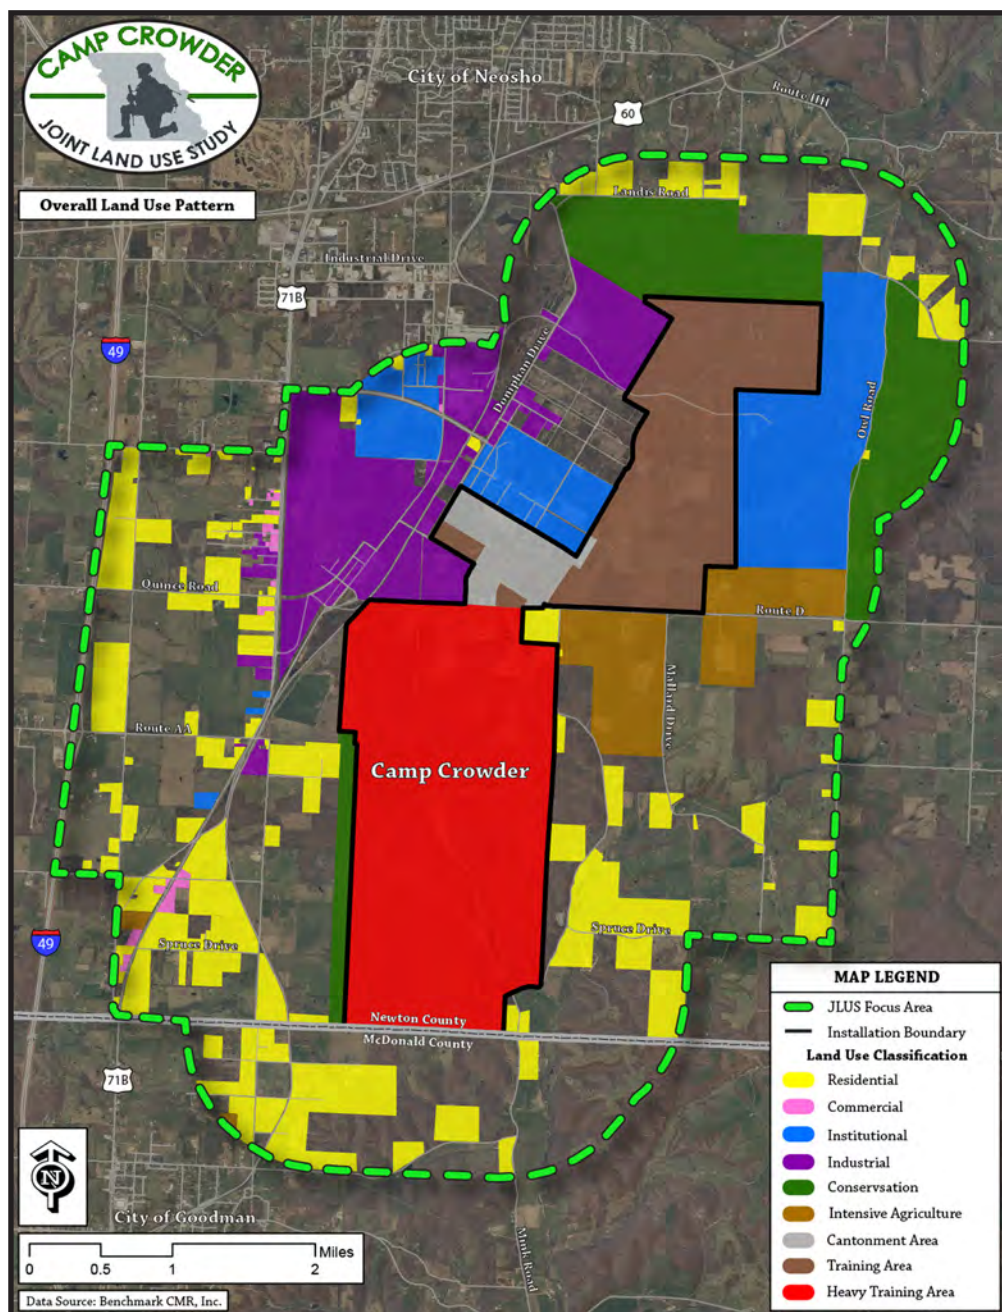 CAMP CROWDER
JOINT LAND USE STUDY
Overall Land Use Pattern
City of Neosho
60
Route HH
Landis Road
Industrial Drive
71B
49
Doniphan Drive
Owl Road
Quince Road
Route D
Mallard Drive
Route AA
Camp Crowder
Spruce Drive
Spruce Drive
49
Newton County
McDonald County
71B
N
City of Goodman
Mink Road
0 0.5 1 2 Miles
Data Source: Benchmark CMR, Inc.
MAP LEGEND
JLUS Focus Area
Installation Boundary
Land Use Classification
Residential
Commercial
Institutional
Industrial
Conservsation
Intensive Agriculture
Cantonment Area
Training Area
Heavy Training Area